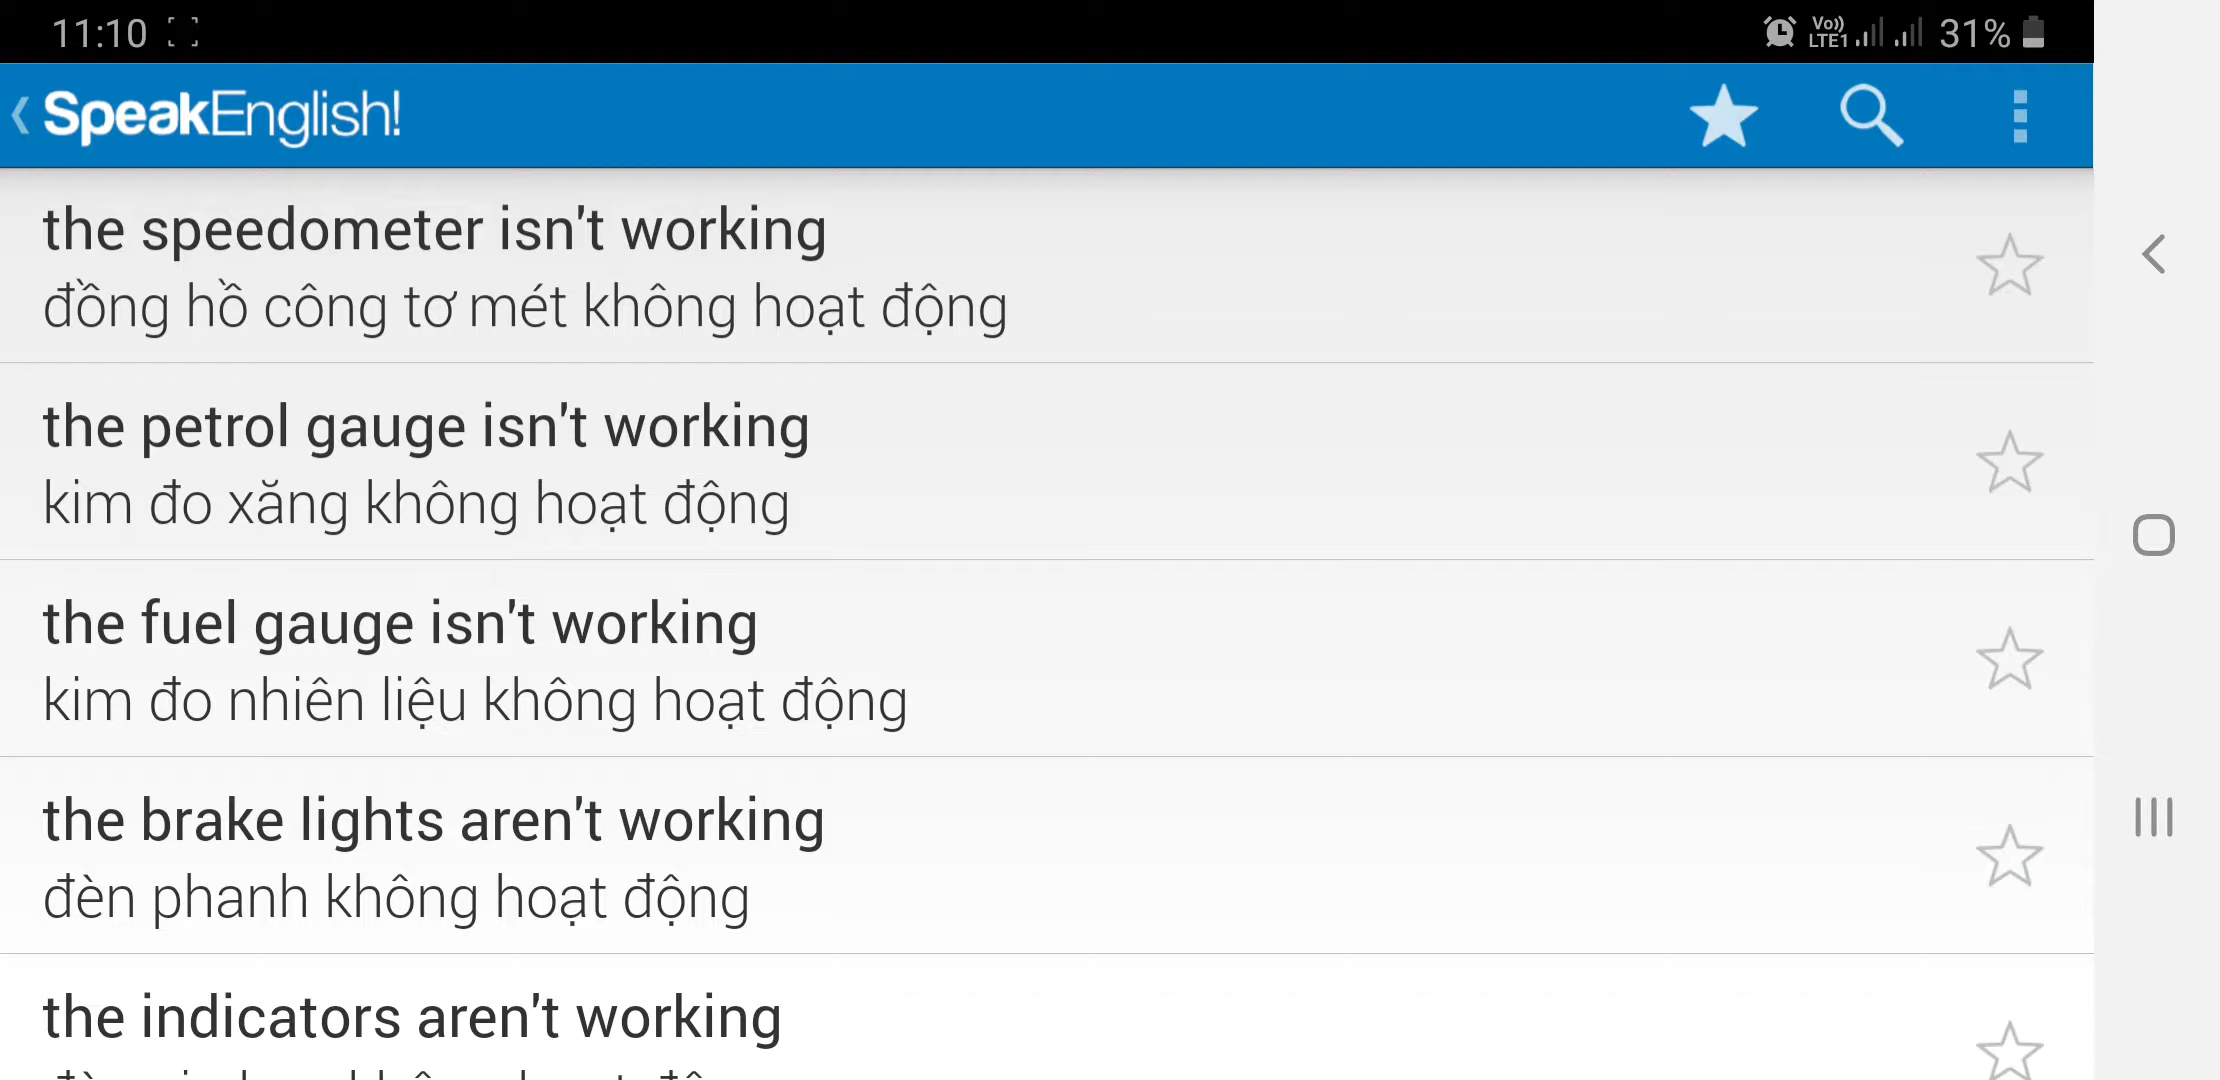 11:10
Vo)) LTE1 31%
SpeakEnglish!
the speedometer isn't working
đồng hồ công tơ mét không hoạt động
the petrol gauge isn't working
kim đo xăng không hoạt động
the fuel gauge isn't working
kim đo nhiên liệu không hoạt động
the brake lights aren't working
đèn phanh không hoạt động
the indicators aren't working